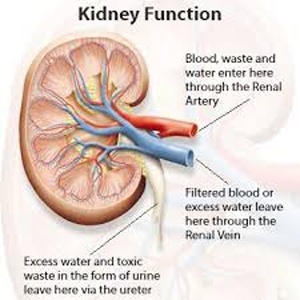 Kidney Function
Blood, waste and
water enter here
through the Renal
Artery
Filtered blood or
excess water leave
here through the
Renal Vein
Excess water and toxic
waste in the form of urine
leave here via the ureter